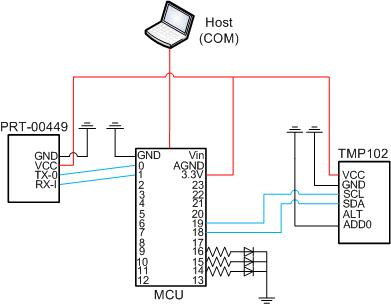 Host
(COM)
PRT-00449
GND
VCC
TX-0
RX-I
GND
0
1
2
3
4
5
6
7
8
9
10
11
12
Vin
AGND
3.3V
23
22
21
20
19
18
17
16
15
14
13
MCU
TMP102
VCC
GND
SCL
SDA
ALT
ADD0